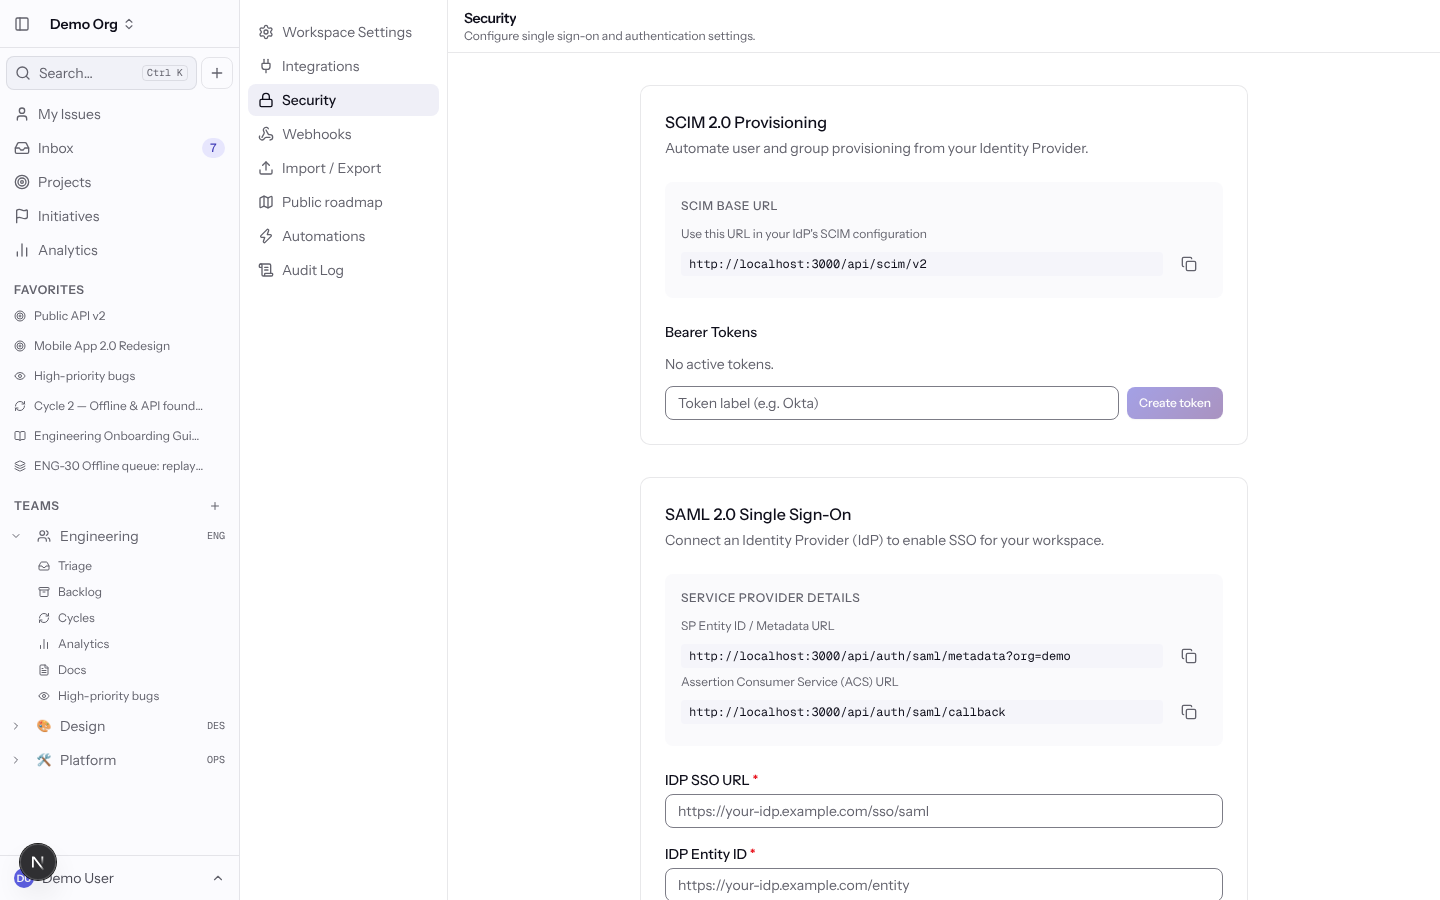 Demo Org
Search...
Ctrl K
My Issues
Inbox
7
Projects
Initiatives
Analytics
FAVORITES
Public API v2
Mobile App 2.0 Redesign
High-priority bugs
Cycle 2 — Offline & API found...
Engineering Onboarding Gui...
ENG-30 Offline queue: replay...
TEAMS
Engineering
ENG
Triage
Backlog
Cycles
Analytics
Docs
High-priority bugs
Design
DES
Platform
OPS
N
Demo User
Workspace Settings
Integrations
Security
Webhooks
Import / Export
Public roadmap
Automations
Audit Log
Security
Configure single sign-on and authentication settings.
SCIM 2.0 Provisioning
Automate user and group provisioning from your Identity Provider.
SCIM BASE URL
Use this URL in your IdP's SCIM configuration
http://localhost:3000/api/scim/v2
Bearer Tokens
No active tokens.
Token label (e.g. Okta)
Create token
SAML 2.0 Single Sign-On
Connect an Identity Provider (IdP) to enable SSO for your workspace.
SERVICE PROVIDER DETAILS
SP Entity ID / Metadata URL
http://localhost:3000/api/auth/saml/metadata?org=demo
Assertion Consumer Service (ACS) URL
http://localhost:3000/api/auth/saml/callback
IDP SSO URL *
https://your-idp.example.com/sso/saml
IDP Entity ID *
https://your-idp.example.com/entity